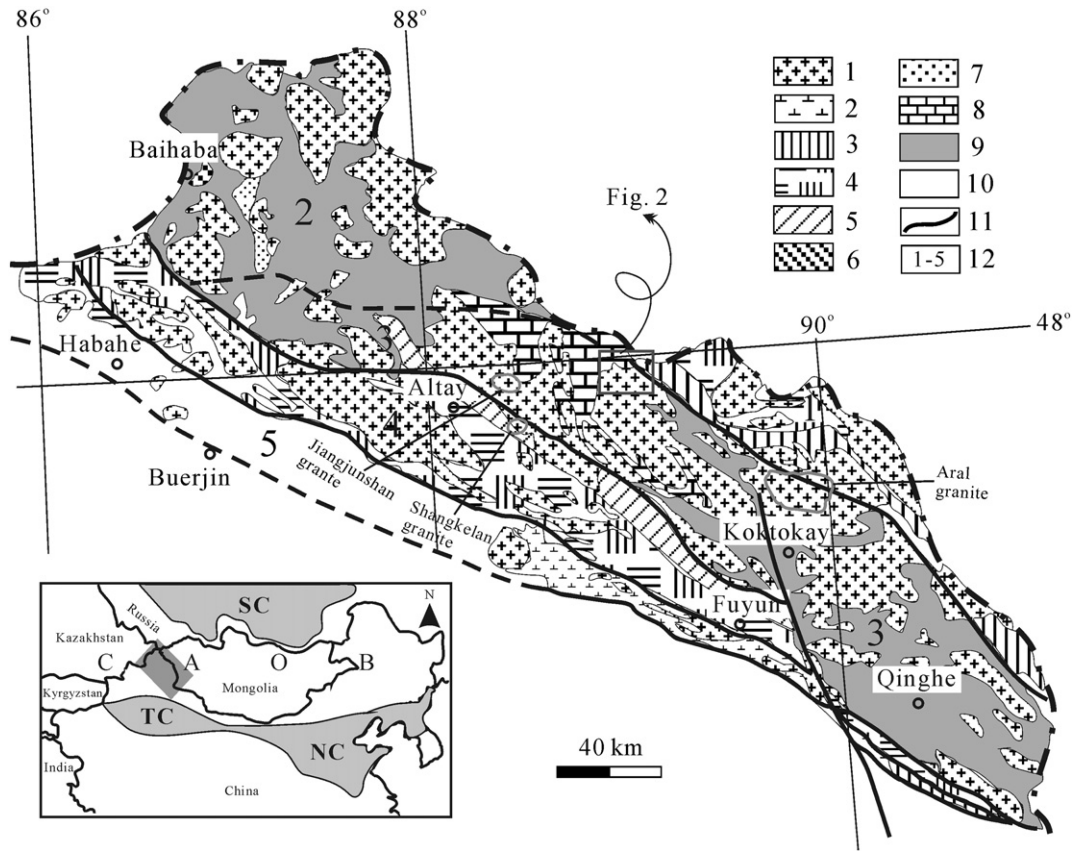 86°
88°
1
2
3
4
5
6
7
8
9
10
11
1-5
12
Fig. 2
Baihaba
2
90°
48°
Habahe
3
Altay
4
5
Buerjin
Jiangjunshan
grante
Shangkelan
granite
Aral
granite
Koktokay
Fuyun
3
Qinghe
40 km
SC
N
Russia
Kazakhstan
C
A
O
B
Mongolia
Kyrgyzstan
TC
NC
India
China